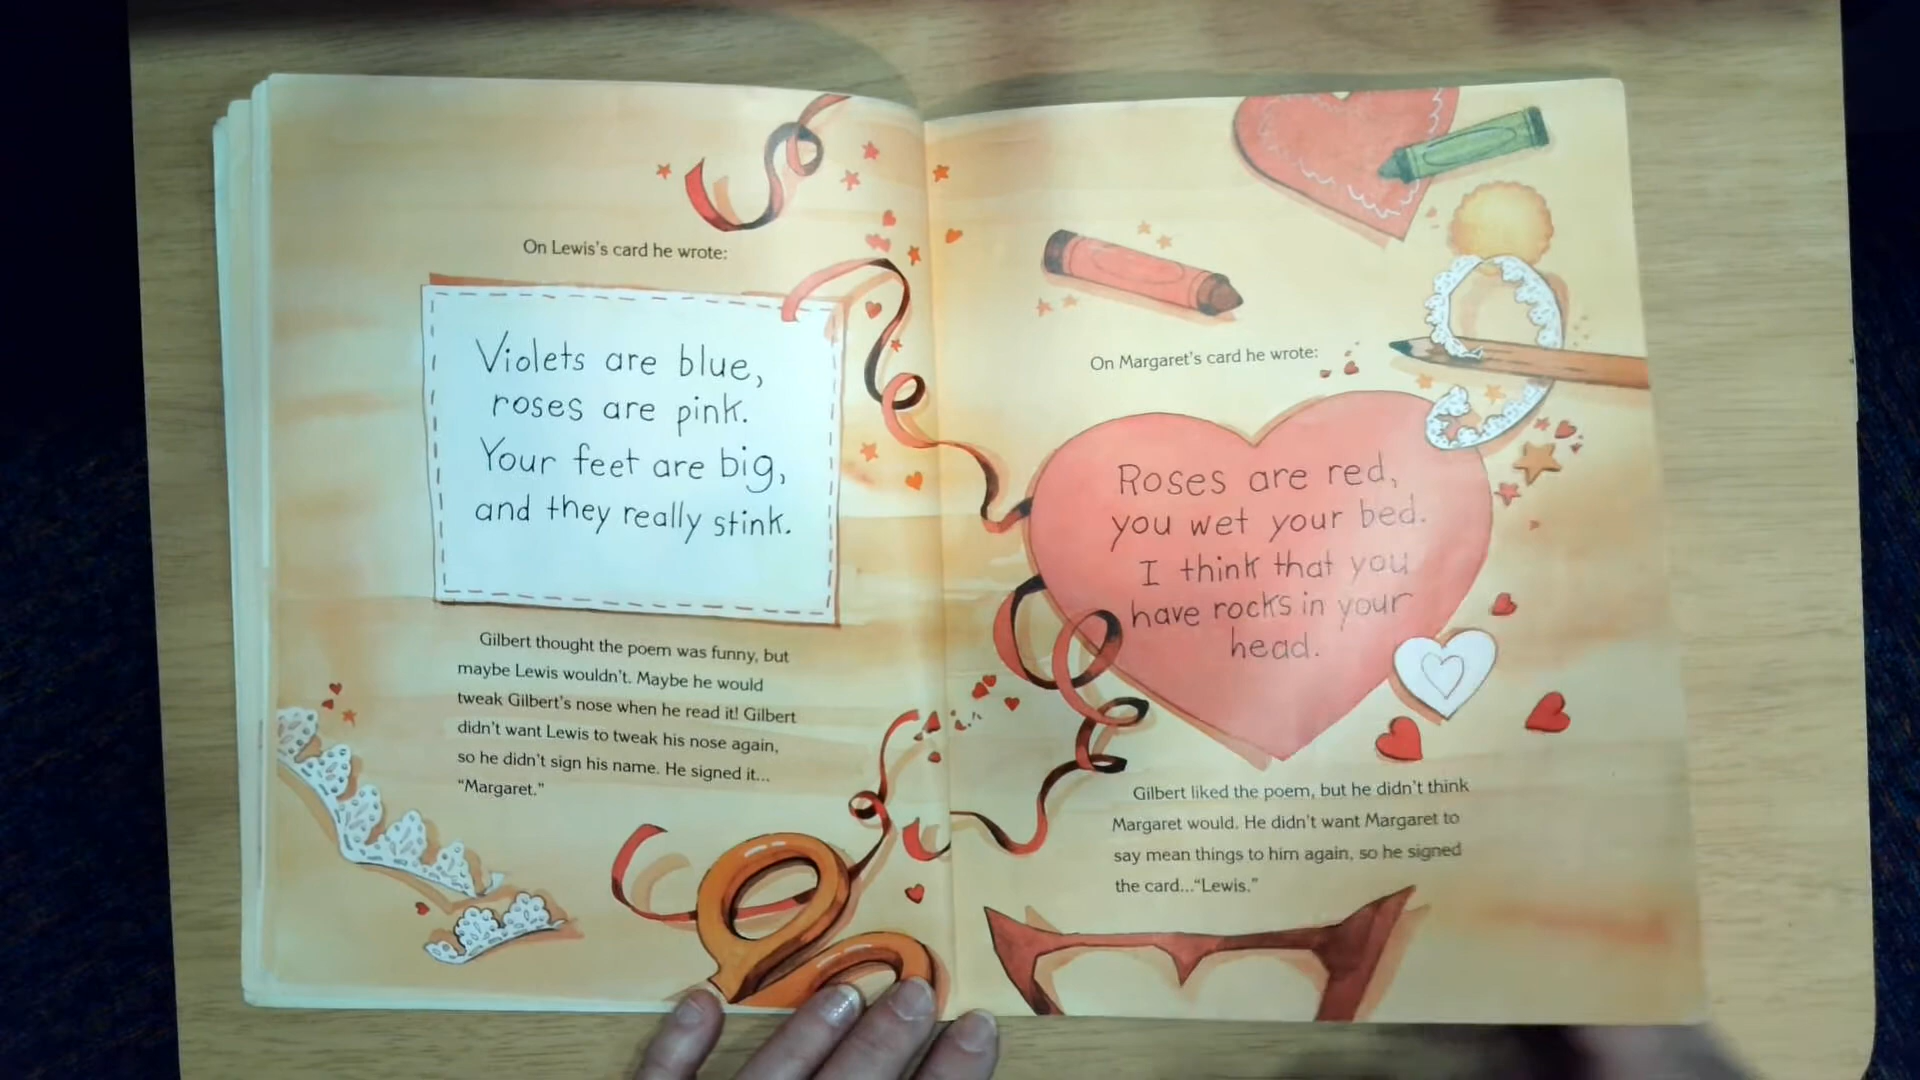 On Lewis's card he wrote:
Violets are blue,
roses are pink.
Your feet are big,
and they really stink.
Gilbert thought the poem was funny, but
maybe Lewis wouldn't. Maybe he would
tweak Gilbert's nose when he read it! Gilbert
didn't want Lewis to tweak his nose again,
so he didn't sign his name. He signed it...
“Margaret.”
On Margaret's card he wrote:
Roses are red,
you wet your bed.
I think that you
have rocks in your
head.
Gilbert liked the poem, but he didn't think
Margaret would. He didn't want Margaret to
say mean things to him again, so he signed
the card...“Lewis.”